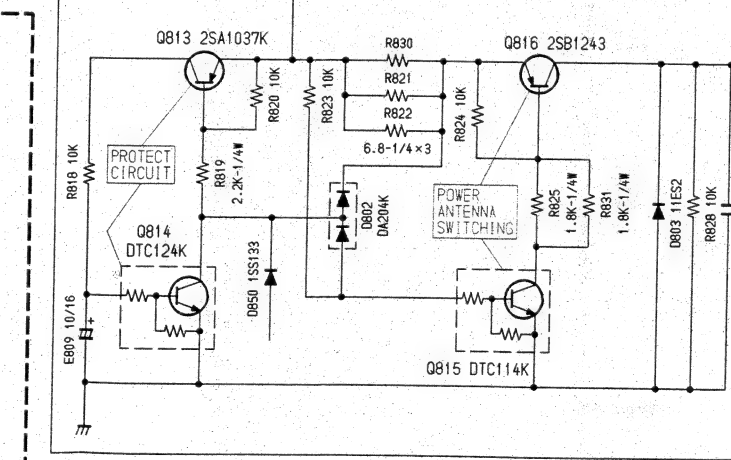 Q813 2SA1037K
Q816 2SB1243
R830
R821
R822
6.8-1/4×3
R820 10K
R823 10K
R824 10K
R818 10K
PROTECT
CIRCUIT
R819
2.2K-1/4W
D802
DA204K
POWER
ANTENNA
SWITCHING
R825
1.8K-1/4W
R831
1.8K-1/4W
D803 11ES2
R828 10K
Q814
DTC124K
D850 1SS133
E809 10/16
+
Q815 DTC114K